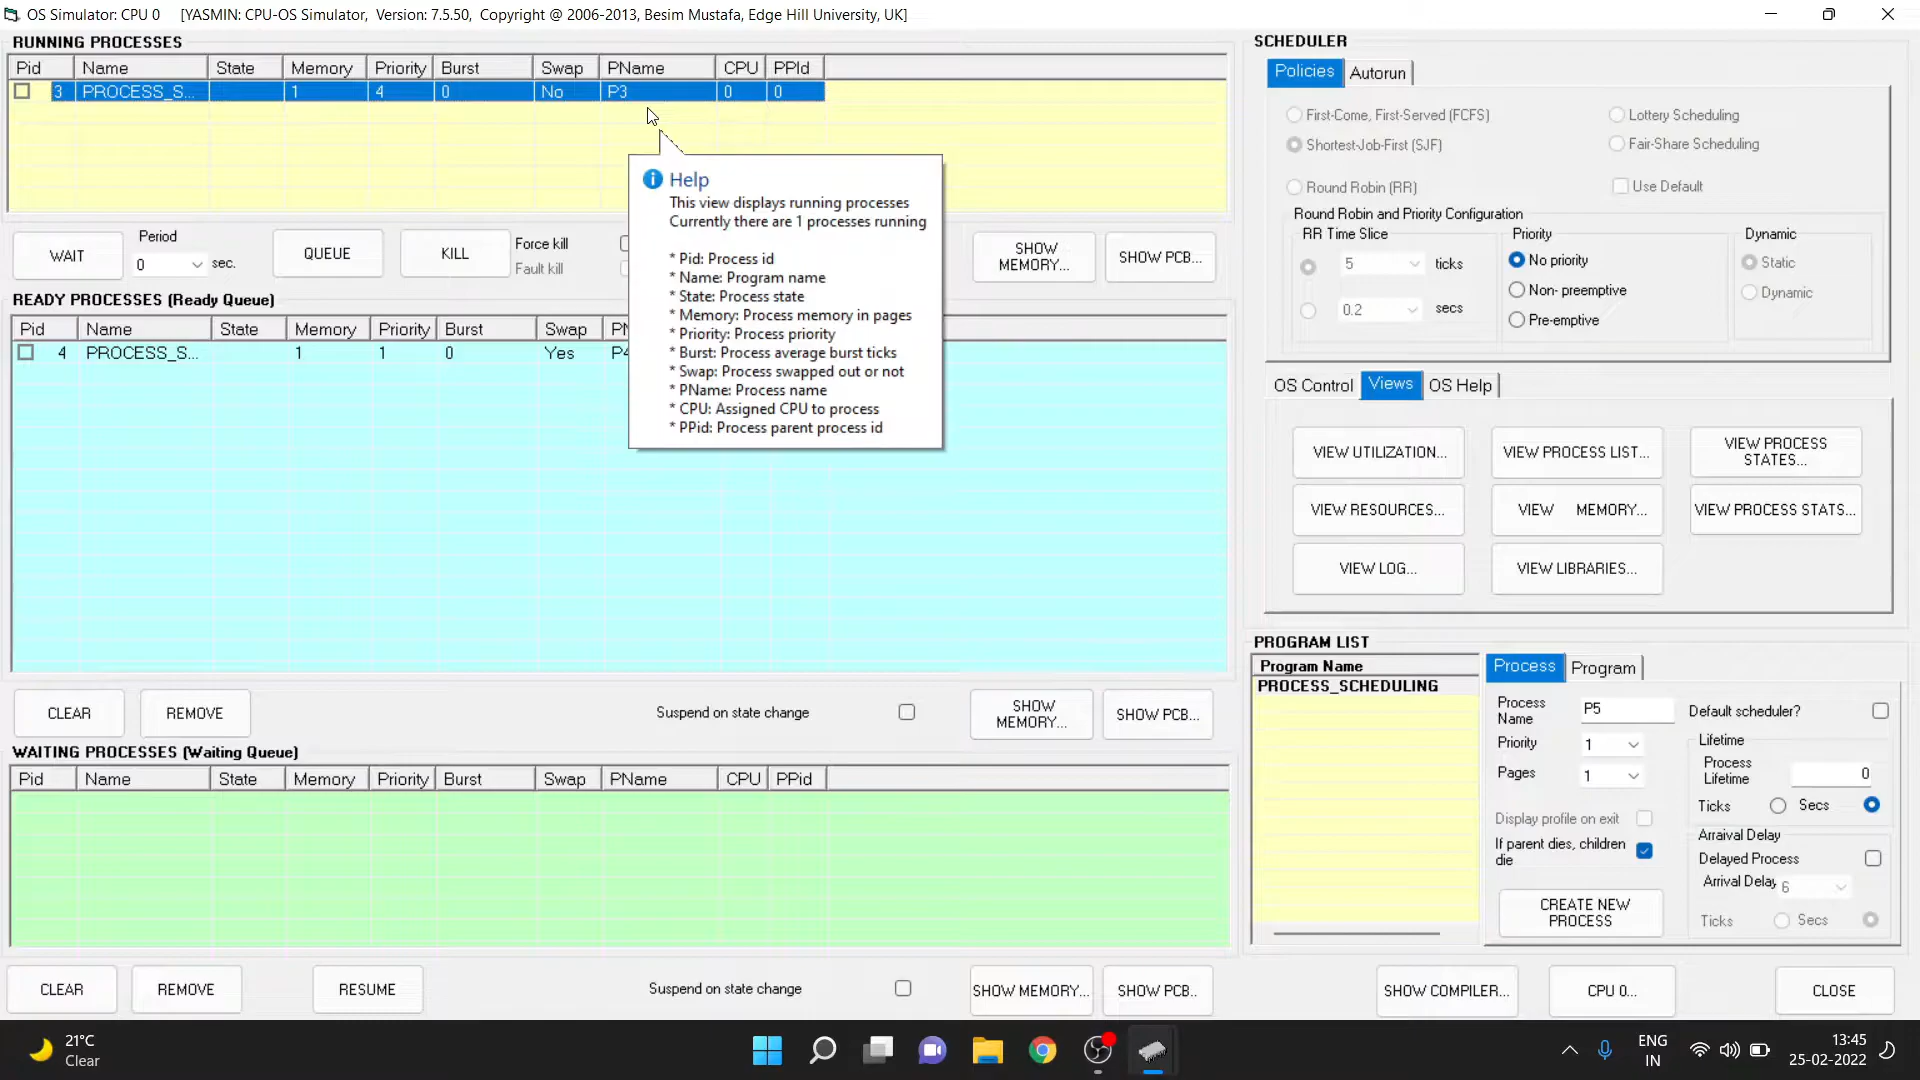 OS Simulator: CPU 0 [YASMIN: CPU-OS Simulator, Version: 7.5.50, Copyright @ 2006-2013, Besim Mustafa, Edge Hill University, UK]
RUNNING PROCESSES
Pid Name State Memory Priority Burst Swap PName CPU PPId
3 PROCESS_S... 1 4 0 No P3 0 0
Help
This view displays running processes
Currently there are 1 processes running
* Pid: Process id
* Name: Program name
* State: Process state
* Memory: Process memory in pages
* Priority: Process priority
* Burst: Process average burst ticks
* Swap: Process swapped out or not
* PName: Process name
* CPU: Assigned CPU to process
* PPid: Process parent process id
WAIT
Period
0 sec.
QUEUE
KILL
Force kill
Fault kill
SHOW
MEMORY...
SHOW PCB...
READY PROCESSES (Ready Queue)
Pid Name State Memory Priority Burst Swap
4 PROCESS_S... 1 1 0 Yes
CLEAR
REMOVE
Suspend on state change
SHOW
MEMORY...
SHOW PCB...
WAITING PROCESSES (Waiting Queue)
Pid Name State Memory Priority Burst Swap PName CPU PPid
CLEAR
REMOVE
RESUME
Suspend on state change
SHOW MEMORY...
SHOW PCB..
SCHEDULER
Policies Autorun
First-Come, First-Served (FCFS)
Lottery Scheduling
Shortest-Job-First (SJF)
Fair-Share Scheduling
Round Robin (RR)
Use Default
Round Robin and Priority Configuration
RR Time Slice
5 ticks
0.2 secs
Priority
No priority
Non- preemptive
Pre-emptive
Dynamic
Static
Dynamic
OS Control Views OS Help
VIEW UTILIZATION...
VIEW PROCESS LIST...
VIEW PROCESS
STATES...
VIEW RESOURCES...
VIEW MEMORY...
VIEW PROCESS STATS...
VIEW LOG...
VIEW LIBRARIES...
PROGRAM LIST
Program Name
PROCESS_SCHEDULING
Process Program
Process
Name
P5
Priority 1
Pages 1
Display profile on exit
If parent dies, children
die
CREATE NEW
PROCESS
Default scheduler?
Lifetime
Process
Lifetime
0
Ticks Secs
Arraival Delay
Delayed Process
Arrival Delay 6
Ticks Secs
SHOW COMPILER...
CPU 0...
CLOSE
21°C
Clear
ENG
IN
13:45
25-02-2022